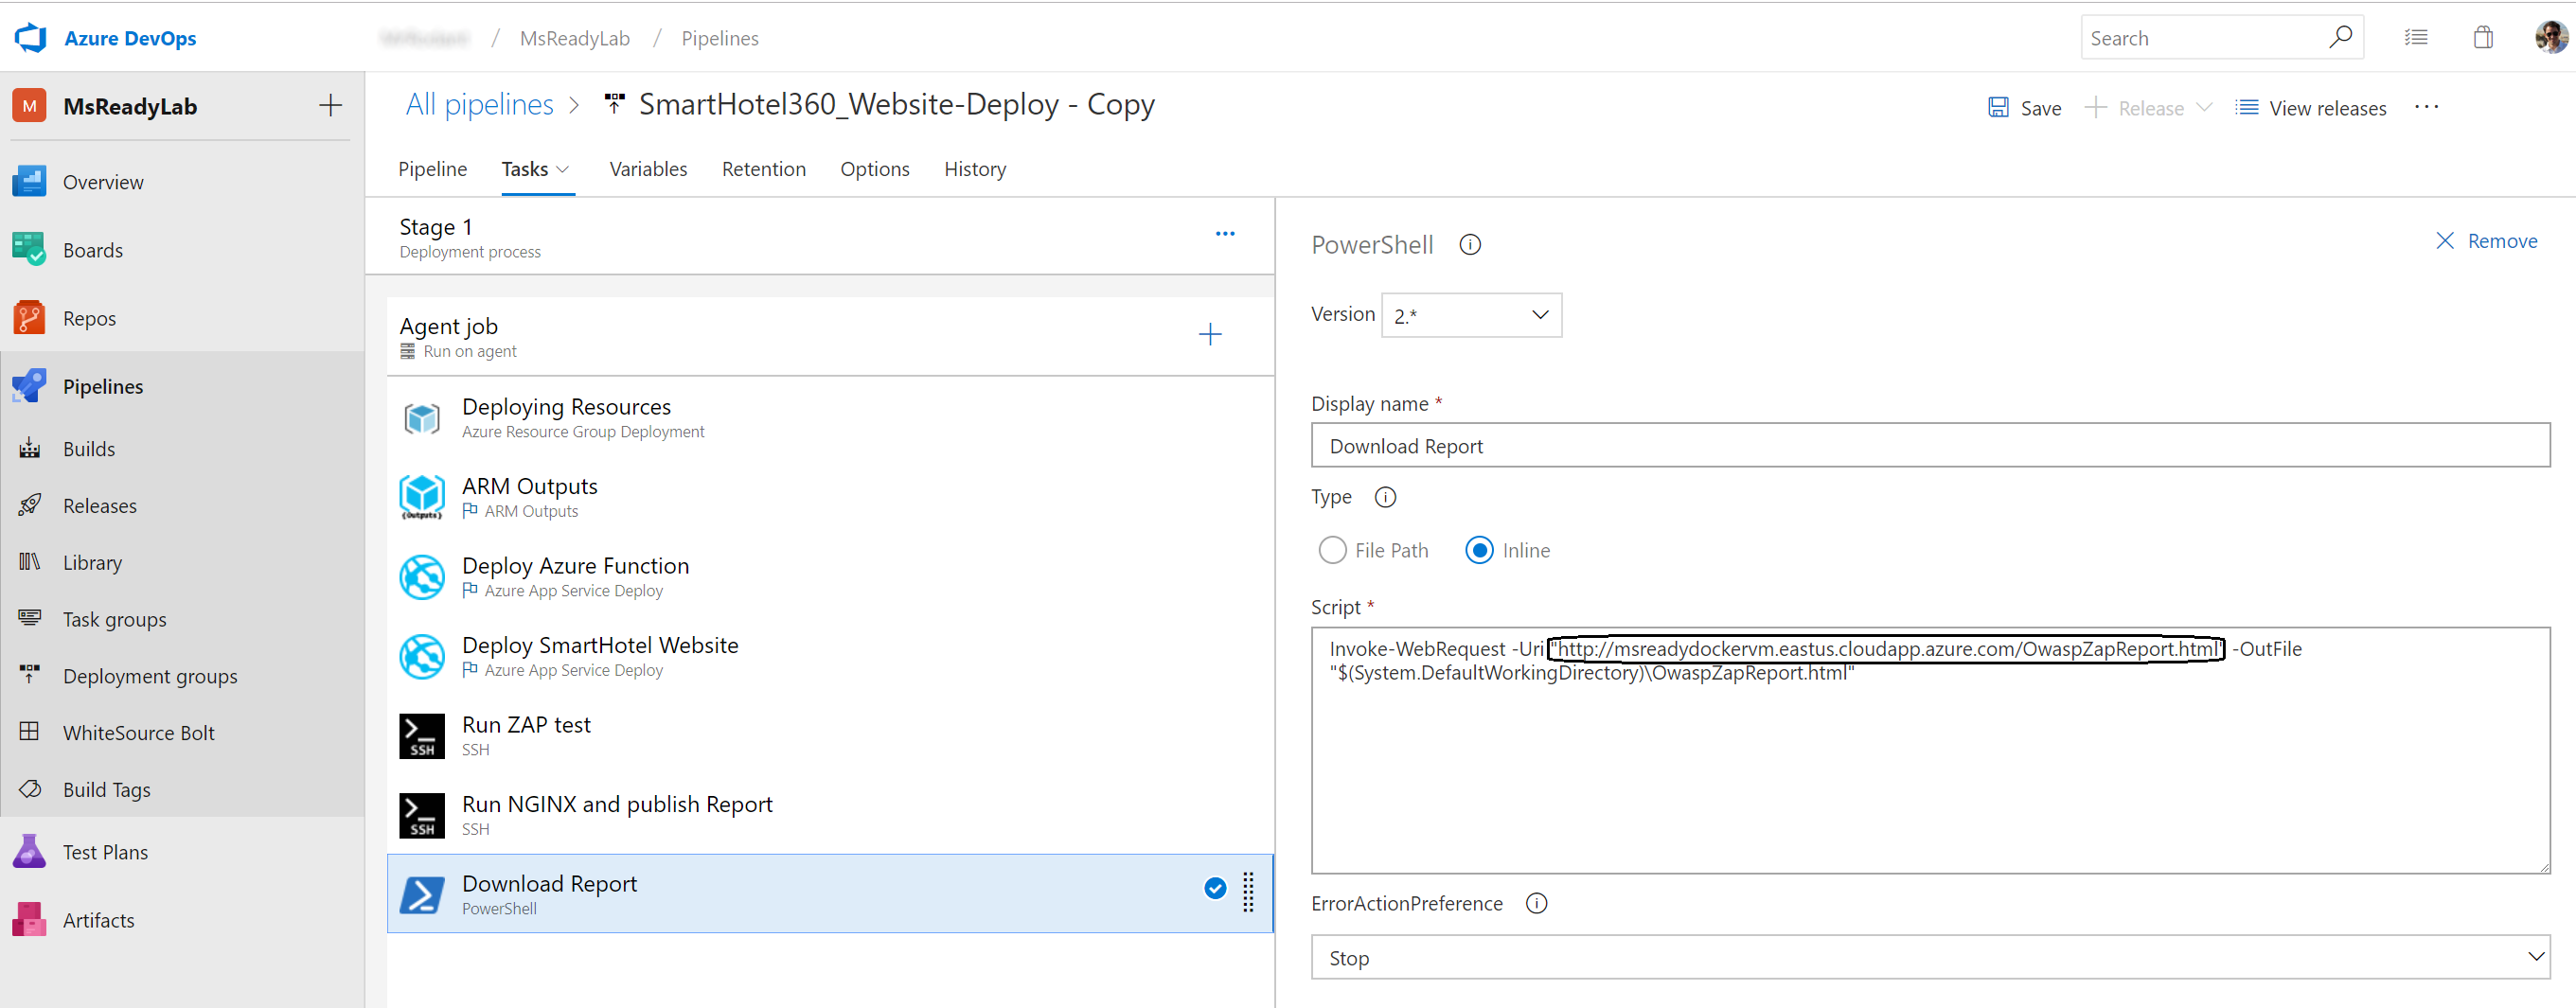 Azure DevOps
/ MsReadyLab / Pipelines
Search
M MsReadyLab
All pipelines > SmartHotel360_Website-Deploy - Copy
Save
Release
View releases
Pipeline Tasks Variables Retention Options History
Overview
Boards
Repos
Pipelines
Builds
Releases
Library
Task groups
Deployment groups
WhiteSource Bolt
Build Tags
Test Plans
Artifacts
Stage 1
Deployment process
Agent job
Run on agent
Deploying Resources
Azure Resource Group Deployment
ARM Outputs
{Outputs}
ARM Outputs
Deploy Azure Function
Azure App Service Deploy
Deploy SmartHotel Website
Azure App Service Deploy
Run ZAP test
SSH
SSH
Run NGINX and publish Report
SSH
SSH
Download Report
PowerShell
PowerShell
Remove
Version 2.*
Display name *
Download Report
Type
File Path Inline
Script *
Invoke-WebRequest -Uri "http://msreadydockervm.eastus.cloudapp.azure.com/OwaspZapReport.html" -OutFile
"$(System.DefaultWorkingDirectory)\OwaspZapReport.html"
ErrorActionPreference
Stop